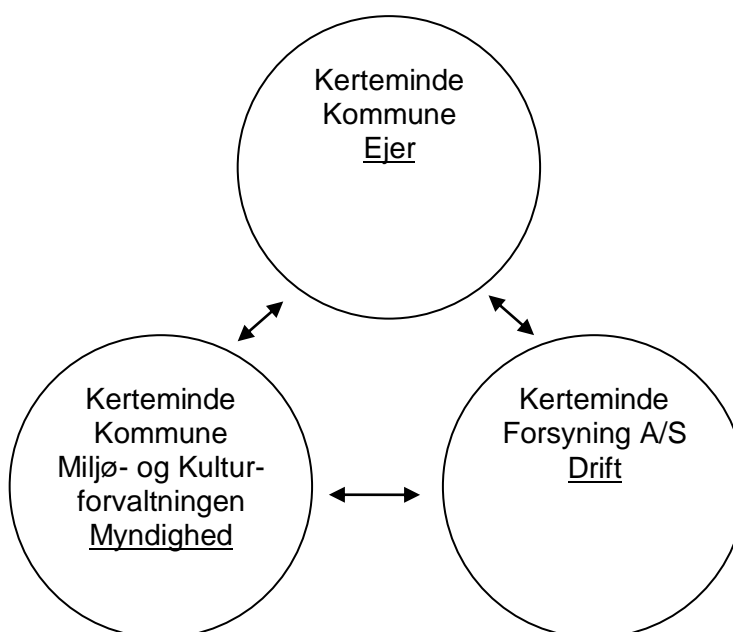 Kerteminde
Kommune
Ejer
Kerteminde
Kommune
Miljø- og Kultur-
forvaltningen
Myndighed
Kerteminde
Forsyning A/S
Drift